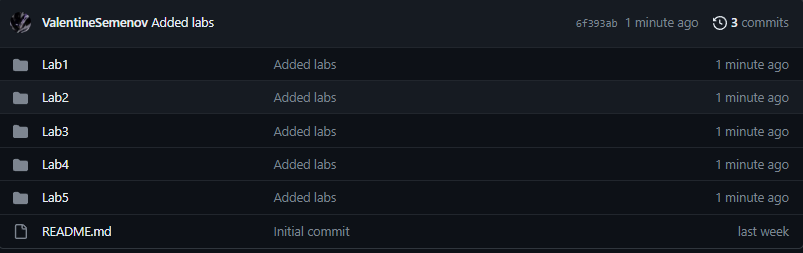 ValentineSemenov Added labs 6f393ab 1 minute ago 3 commits
Lab1 Added labs 1 minute ago
Lab2 Added labs 1 minute ago
Lab3 Added labs 1 minute ago
Lab4 Added labs 1 minute ago
Lab5 Added labs 1 minute ago
README.md Initial commit last week